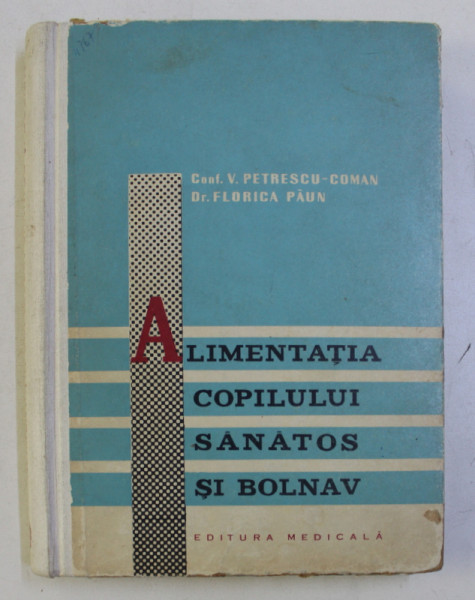 Conf. V. PETRESCU-COMAN
Dr. FLORICA PĂUN
ALIMENTAȚIA
COPILULUI
SĂNĂTOS
ȘI BOLNAV
EDITURA MEDICALĂ